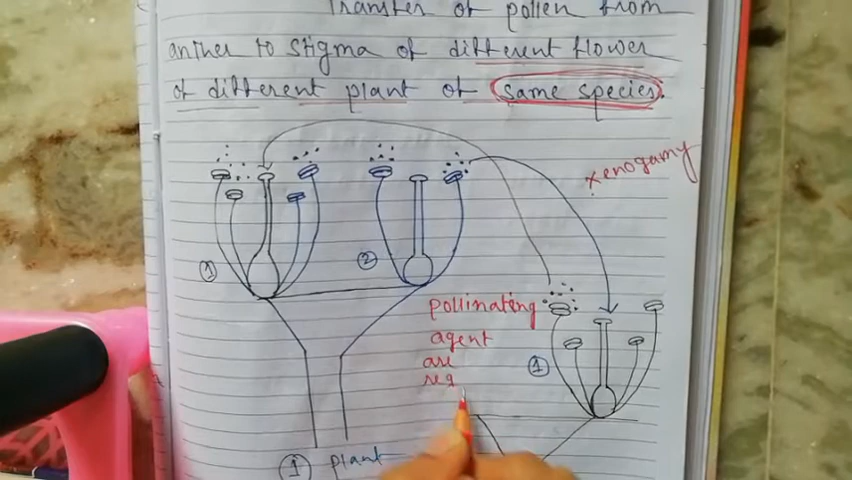 Transfer of pollen from
anther to stigma of different flower
of different plant of same species.
xenogamy
①
②
pollinating
agent
are
req
①
① plant